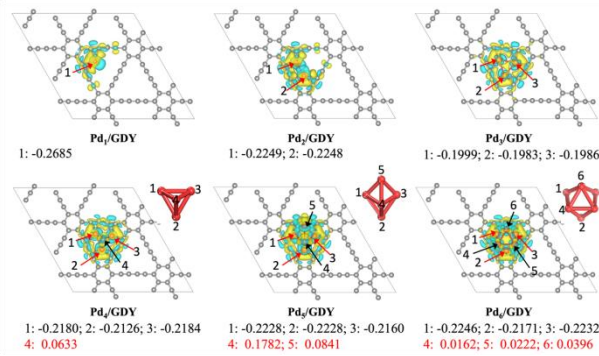 1
1 2
1 2 3
Pd₁/GDY Pd₂/GDY Pd₃/GDY
1: -0.2685 1: -0.2249; 2: -0.2248 1: -0.1999; 2: -0.1983; 3: -0.1986
1 4 3 2 5 1 4 3 2 6 1 4 2
1 2 3 4 5 1 2 3 4 6 1 2 3 4 5
Pd₄/GDY Pd₅/GDY Pd₆/GDY
1: -0.2180; 2: -0.2126; 3: -0.2184 1: -0.2228; 2: -0.2228; 3: -0.2160 1: -0.2246; 2: -0.2171; 3: -0.2232
4: 0.0633 4: 0.1782; 5: 0.0841 4: 0.0162; 5: 0.0222; 6: 0.0396